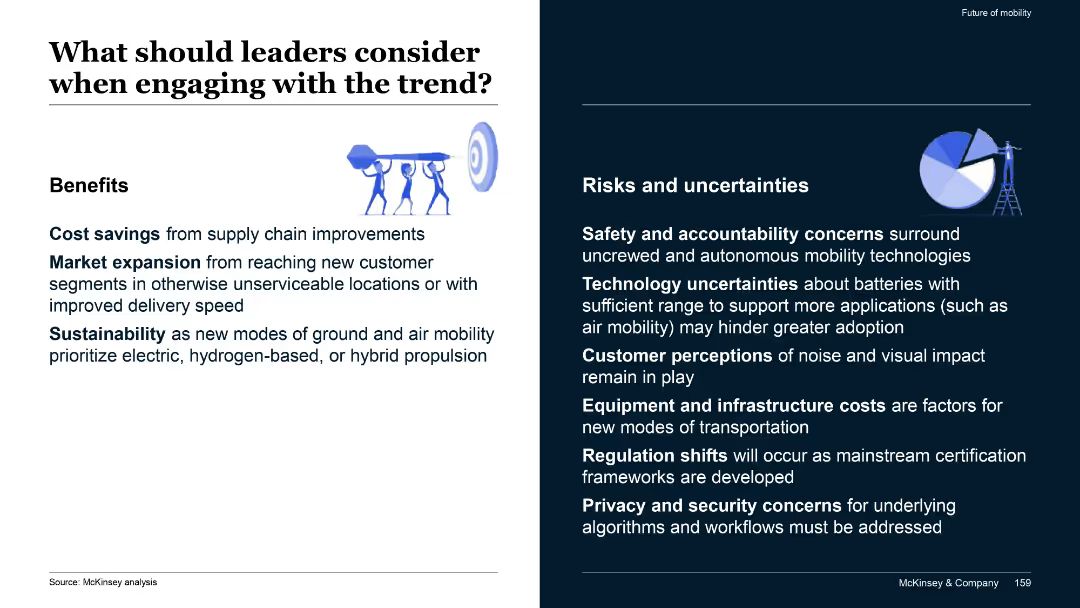 Future of mobility
What should leaders consider
when engaging with the trend?
Benefits
Cost savings from supply chain improvements
Market expansion from reaching new customer
segments in otherwise unserviceable locations or with
improved delivery speed
Sustainability as new modes of ground and air mobility
prioritize electric, hydrogen-based, or hybrid propulsion
Risks and uncertainties
Safety and accountability concerns surround
uncrewed and autonomous mobility technologies
Technology uncertainties about batteries with
sufficient range to support more applications (such as
air mobility) may hinder greater adoption
Customer perceptions of noise and visual impact
remain in play
Equipment and infrastructure costs are factors for
new modes of transportation
Regulation shifts will occur as mainstream certification
frameworks are developed
Privacy and security concerns for underlying
algorithms and workflows must be addressed
Source: McKinsey analysis
McKinsey & Company 159